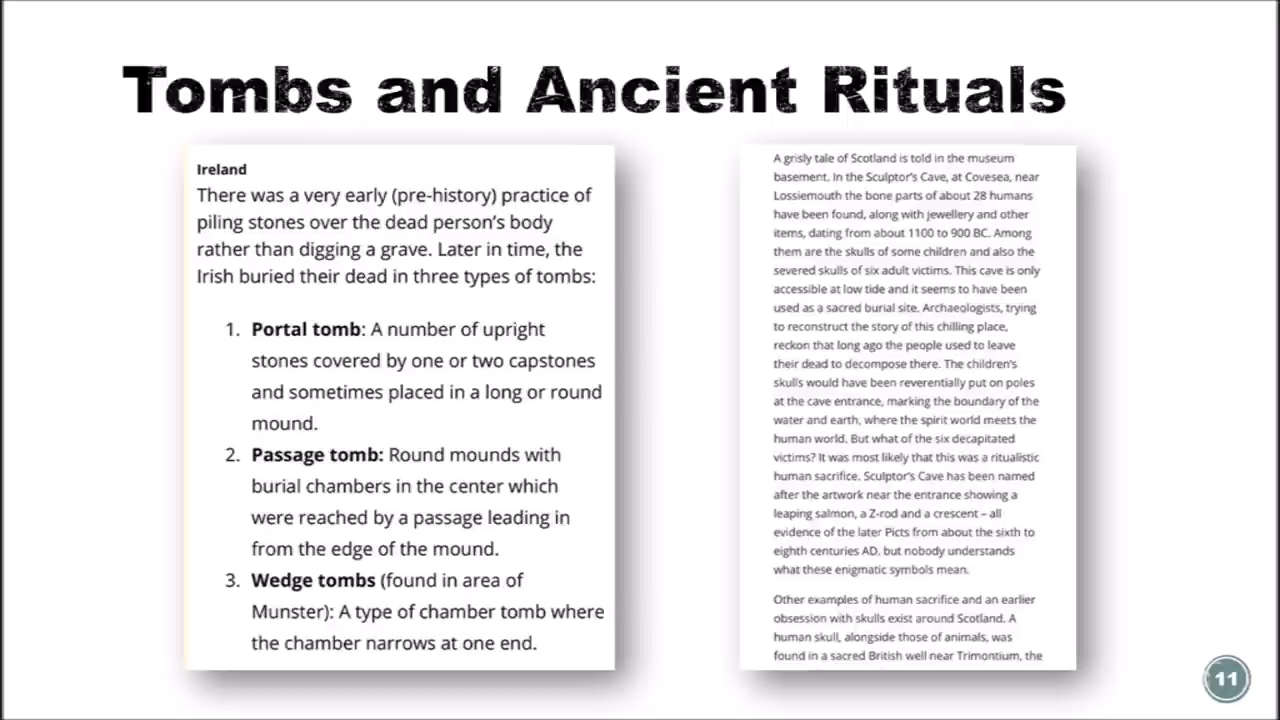 Tombs and Ancient Rituals
Ireland
There was a very early (pre-history) practice of
piling stones over the dead person's body
rather than digging a grave. Later in time, the
Irish buried their dead in three types of tombs:
1. Portal tomb: A number of upright
stones covered by one or two capstones
and sometimes placed in a long or round
mound.
2. Passage tomb: Round mounds with
burial chambers in the center which
were reached by a passage leading in
from the edge of the mound.
3. Wedge tombs (found in area of
Munster): A type of chamber tomb where
the chamber narrows at one end.
A grisly tale of Scotland is told in the museum
basement. In the Sculptor's Cave, at Covesea, near
Lossiemouth the bone parts of about 28 humans
have been found, along with jewellery and other
items, dating from about 1100 to 900 BC. Among
them are the skulls of some children and also the
severed skulls of six adult victims. This cave is only
accessible at low tide and it seems to have been
used as a sacred burial site. Archaeologists, trying
to reconstruct the story of this chilling place,
reckon that long ago the people used to leave
their dead to decompose there. The children's
skulls would have been reverentially put on poles
at the cave entrance, marking the boundary of the
water and earth, where the spirit world meets the
human world. But what of the six decapitated
victims? It was most likely that this was a ritualistic
human sacrifice. Sculptor's Cave has been named
after the artwork near the entrance showing a
leaping salmon, a Z-rod and a crescent – all
evidence of the later Picts from about the sixth to
eighth centuries AD, but nobody understands
what these enigmatic symbols mean.
Other examples of human sacrifice and an earlier
obsession with skulls exist around Scotland. A
human skull, alongside those of animals, was
found in a sacred British well near Trimontium, the
11